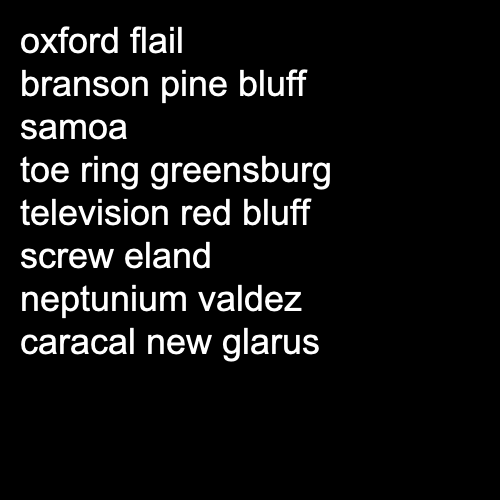 oxford flail
branson pine bluff
samoa
toe ring greensburg
television red bluff
screw eland
neptunium valdez
caracal new glarus